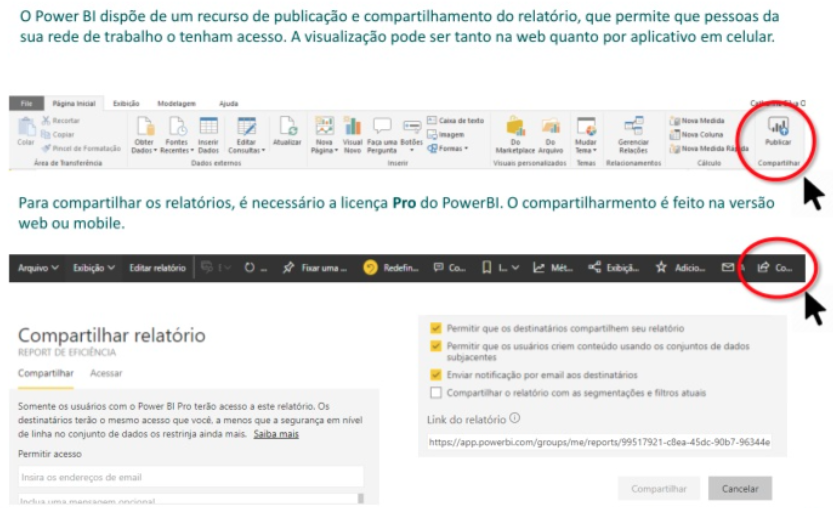 O Power BI dispõe de um recurso de publicação e compartilhamento do relatório, que permite que pessoas da
sua rede de trabalho o tenham acesso. A visualização pode ser tanto na web quanto por aplicativo em celular.
File Página Inicial Exibição Modelagem Ajuda
Colar Recortar
Copiar
Pincel de Formatação
Obter Dados
Fontes Recentes
Inserir Dados
Editar Consultas
Atualizar
Nova Página
Visual Novo
Faça uma Pergunta
Botões
Caixa de texto
Imagem
Formas
Do Marketplace
Do Arquivo
Mudar Tema
Gerenciar Relações
Nova Medida
Nova Coluna
Nova Medida Rápida
Publicar
Área de Transferência Dados externos Inserir Visuais personalizados Temas Relacionamentos Cálculo Compartilhar
Para compartilhar os relatórios, é necessário a licença Pro do PowerBI. O compartilharmento é feito na versão
web ou mobile.
Arquivo Exibição Editar relatório ... Fixar uma ... Redefin... Co... I... Mét... Exibiçã... Adicio... Co...
Compartilhar relatório
REPORT DE EFICIÊNCIA
Compartilhar Acessar
Somente os usuários com o Power BI Pro terão acesso a este relatório. Os
destinatários terão o mesmo acesso que você, a menos que a segurança em nível
de linha no conjunto de dados os restrinja ainda mais. Saiba mais
Permitir acesso
Insira os endereços de email
Inclua uma mensagem opcional
Permitir que os destinatários compartilhem seu relatório
Permitir que os usuários criem conteúdo usando os conjuntos de dados
subjacentes
Enviar notificação por email aos destinatários
Compartilhar o relatório com as segmentações e filtros atuais
Link do relatório
https://app.powerbi.com/groups/me/reports/99517921-c8ea-45dc-90b7-96344e
Compartilhar Cancelar